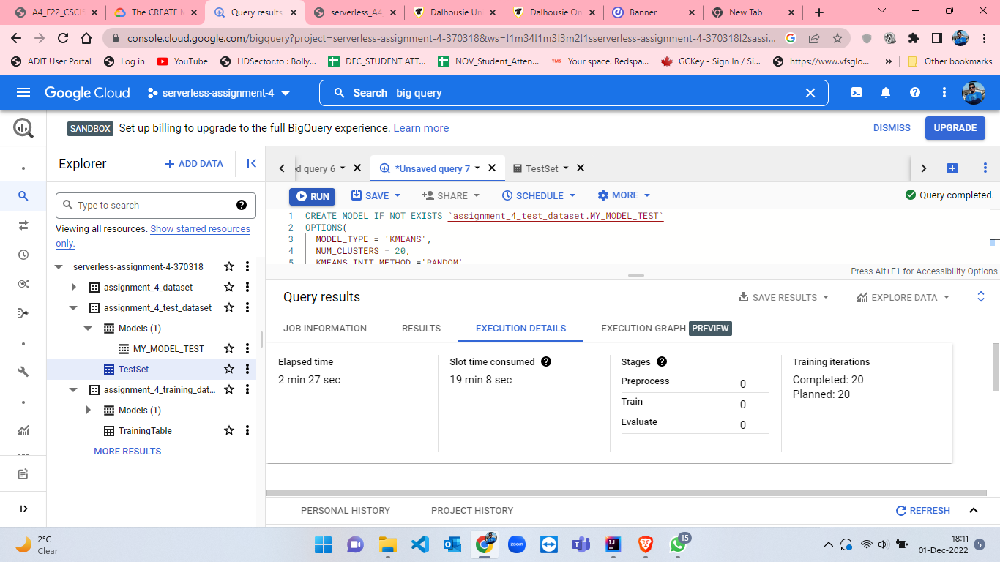 A4_F22_CSCI5
The CREATE M
Query results
serverless_A4
Dalhousie Un
Dalhousie On
Banner
New Tab
console.cloud.google.com/bigquery?project=serverless-assignment-4-370318&ws=!1m34!1m3!3m2!1sserverless-assignment-4-370318!2sassi...
ADIT User Portal
Log in
YouTube
HDSector.to : Bolly...
DEC_STUDENT ATT...
NOV_Student_Atten...
Your space. Redspa...
GCKey - Sign In / Si...
https://www.vfsglo...
Other bookmarks
Google Cloud
serverless-assignment-4
Search big query
SANDBOX Set up billing to upgrade to the full BigQuery experience. Learn more
DISMISS
UPGRADE
Explorer
+ ADD DATA
ed query 6
*Unsaved query 7
TestSet
RUN
SAVE
SHARE
SCHEDULE
MORE
Query completed.
Type to search
Viewing all resources. Show starred resources
only.
serverless-assignment-4-370318
assignment_4_dataset
assignment_4_test_dataset
Models (1)
MY_MODEL_TEST
TestSet
assignment_4_training_dat...
Models (1)
TrainingTable
MORE RESULTS
1 CREATE MODEL IF NOT EXISTS `assignment_4_test_dataset.MY_MODEL_TEST`
2 OPTIONS(
3 MODEL_TYPE = 'KMEANS',
4 NUM_CLUSTERS = 20,
5 KMEANS_INIT_METHOD ='RANDOM'
Press Alt+F1 for Accessibility Options.
Query results
SAVE RESULTS
EXPLORE DATA
JOB INFORMATION
RESULTS
EXECUTION DETAILS
EXECUTION GRAPH PREVIEW
Elapsed time
2 min 27 sec
Slot time consumed
19 min 8 sec
Stages
Preprocess 0
Train 0
Evaluate 0
Training iterations
Completed: 20
Planned: 20
PERSONAL HISTORY
PROJECT HISTORY
REFRESH
2°C
Clear
zoom
15
18:11
01-Dec-2022
5